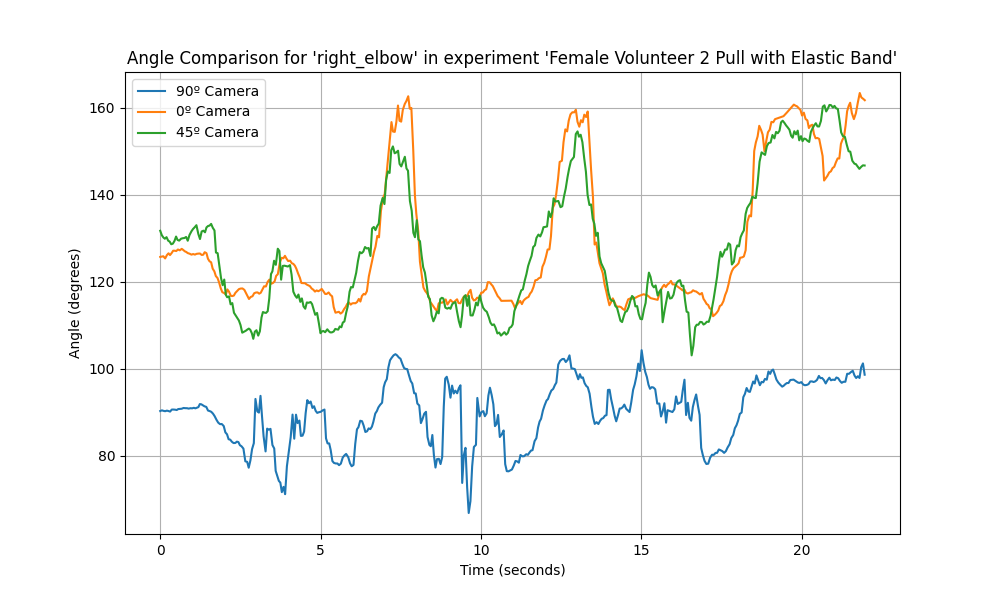 Angle Comparison for 'right_elbow' in experiment 'Female Volunteer 2 Pull with Elastic Band'
90º Camera
0º Camera
45º Camera
160
140
120
100
80
Angle (degrees)
0 5 10 15 20
Time (seconds)